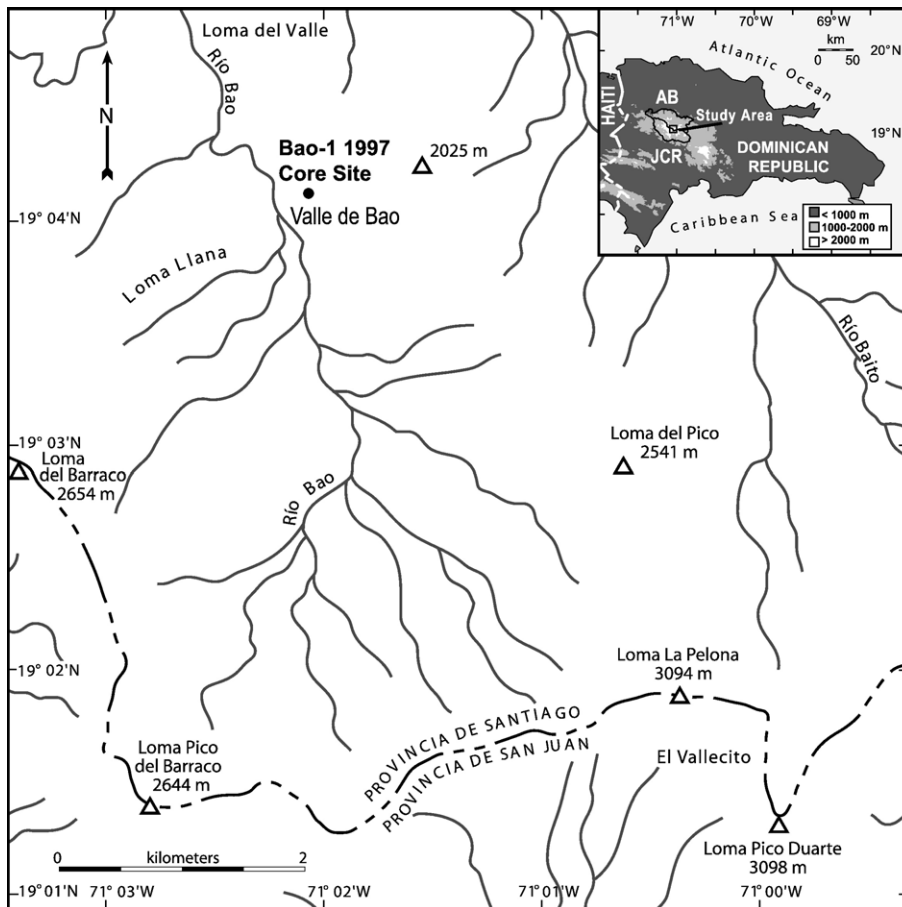 Loma del Valle
Río Bao
N
Bao-1 1997
Core Site
2025 m
Valle de Bao
19° 04'N
Loma Llana
71°W
70°W
69°W
km
0 50
20°N
Atlantic Ocean
HAITI
AB
Study Area
19°N
DOMINICAN
REPUBLIC
JCR
Caribbean Sea
< 1000 m
1000-2000 m
> 2000 m
Río Baito
19° 03'N
Loma
del Barraco
2654 m
Loma del Pico
2541 m
Río Bao
19° 02'N
Loma La Pelona
3094 m
PROVINCIA DE SANTIAGO
PROVINCIA DE SAN JUAN
Loma Pico
del Barraco
2644 m
El Vallecito
Loma Pico Duarte
3098 m
0 kilometers 2
19° 01'N
71° 03'W
71° 02'W
71° 01'W
71° 00'W